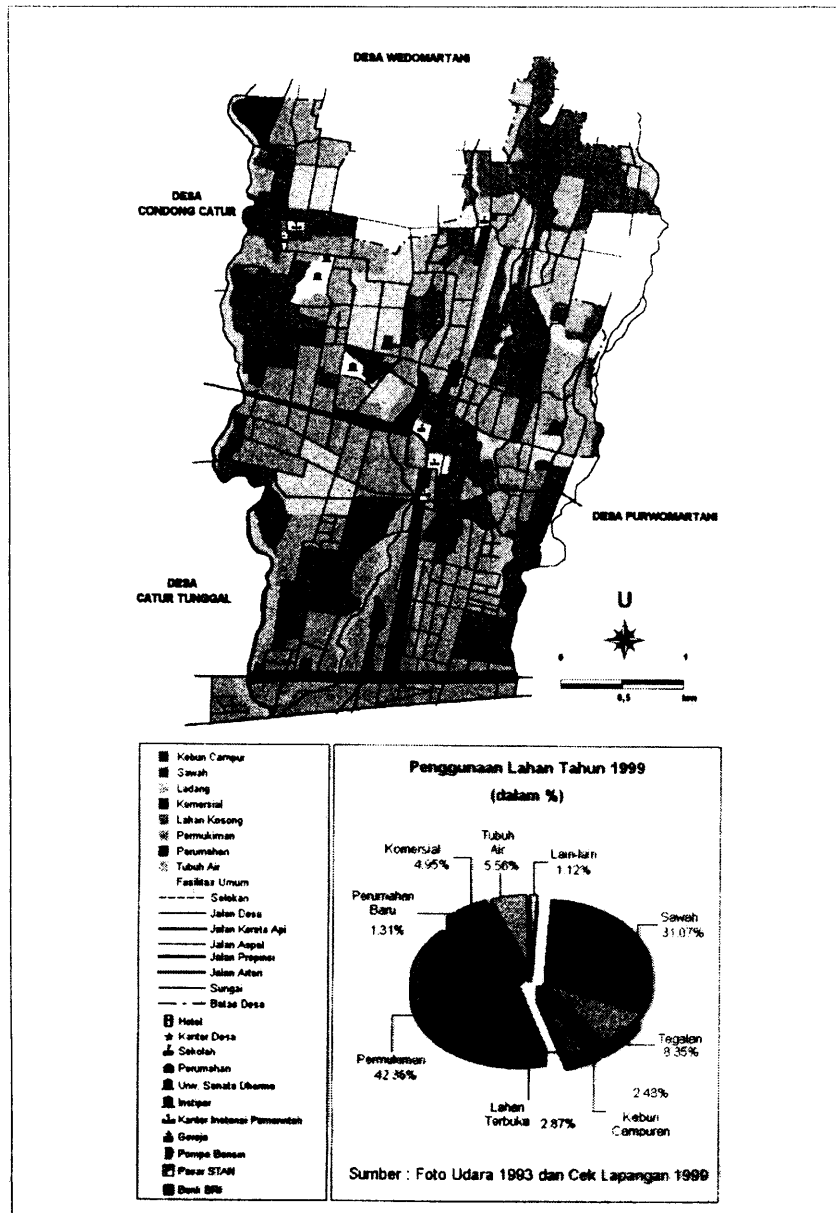 DESA WEDOMARTANI
DESA
CONDONG CATUR
DESA PURWOMARTANI
DESA
CATUR TUNGGAL
U
0
1
0,5
km
Kebun Campur
Sawah
Ladang
Komersial
Lahan Kosong
Permukiman
Perumahan
Tubuh Air
Fasilitas Umum
Selokan
Jalan Desa
Jalan Kereta Api
Jalan Aspal
Jalan Propinsi
Jalan Arteri
Sungai
Batas Desa
Hotel
Kantor Desa
Sekolah
Perumahan
Univ. Sanata Dharma
Instiper
Kantor Instansi Pemerintah
Gereja
Pompa Bensin
Pasar STAN
Bank BRI
Penggunaan Lahan Tahun 1999
(dalam %)
Komersial
4.95%
Tubuh
Air
5.56%
Lain-lain
1.12%
Perumahan
Baru
1.31%
Sawah
31.07%
Tegalan
8.35%
Permukiman
42.36%
Lahan
Terbuka
2.87%
2.43%
Kebun
Campuran
Sumber : Foto Udara 1993 dan Cek Lapangan 1999